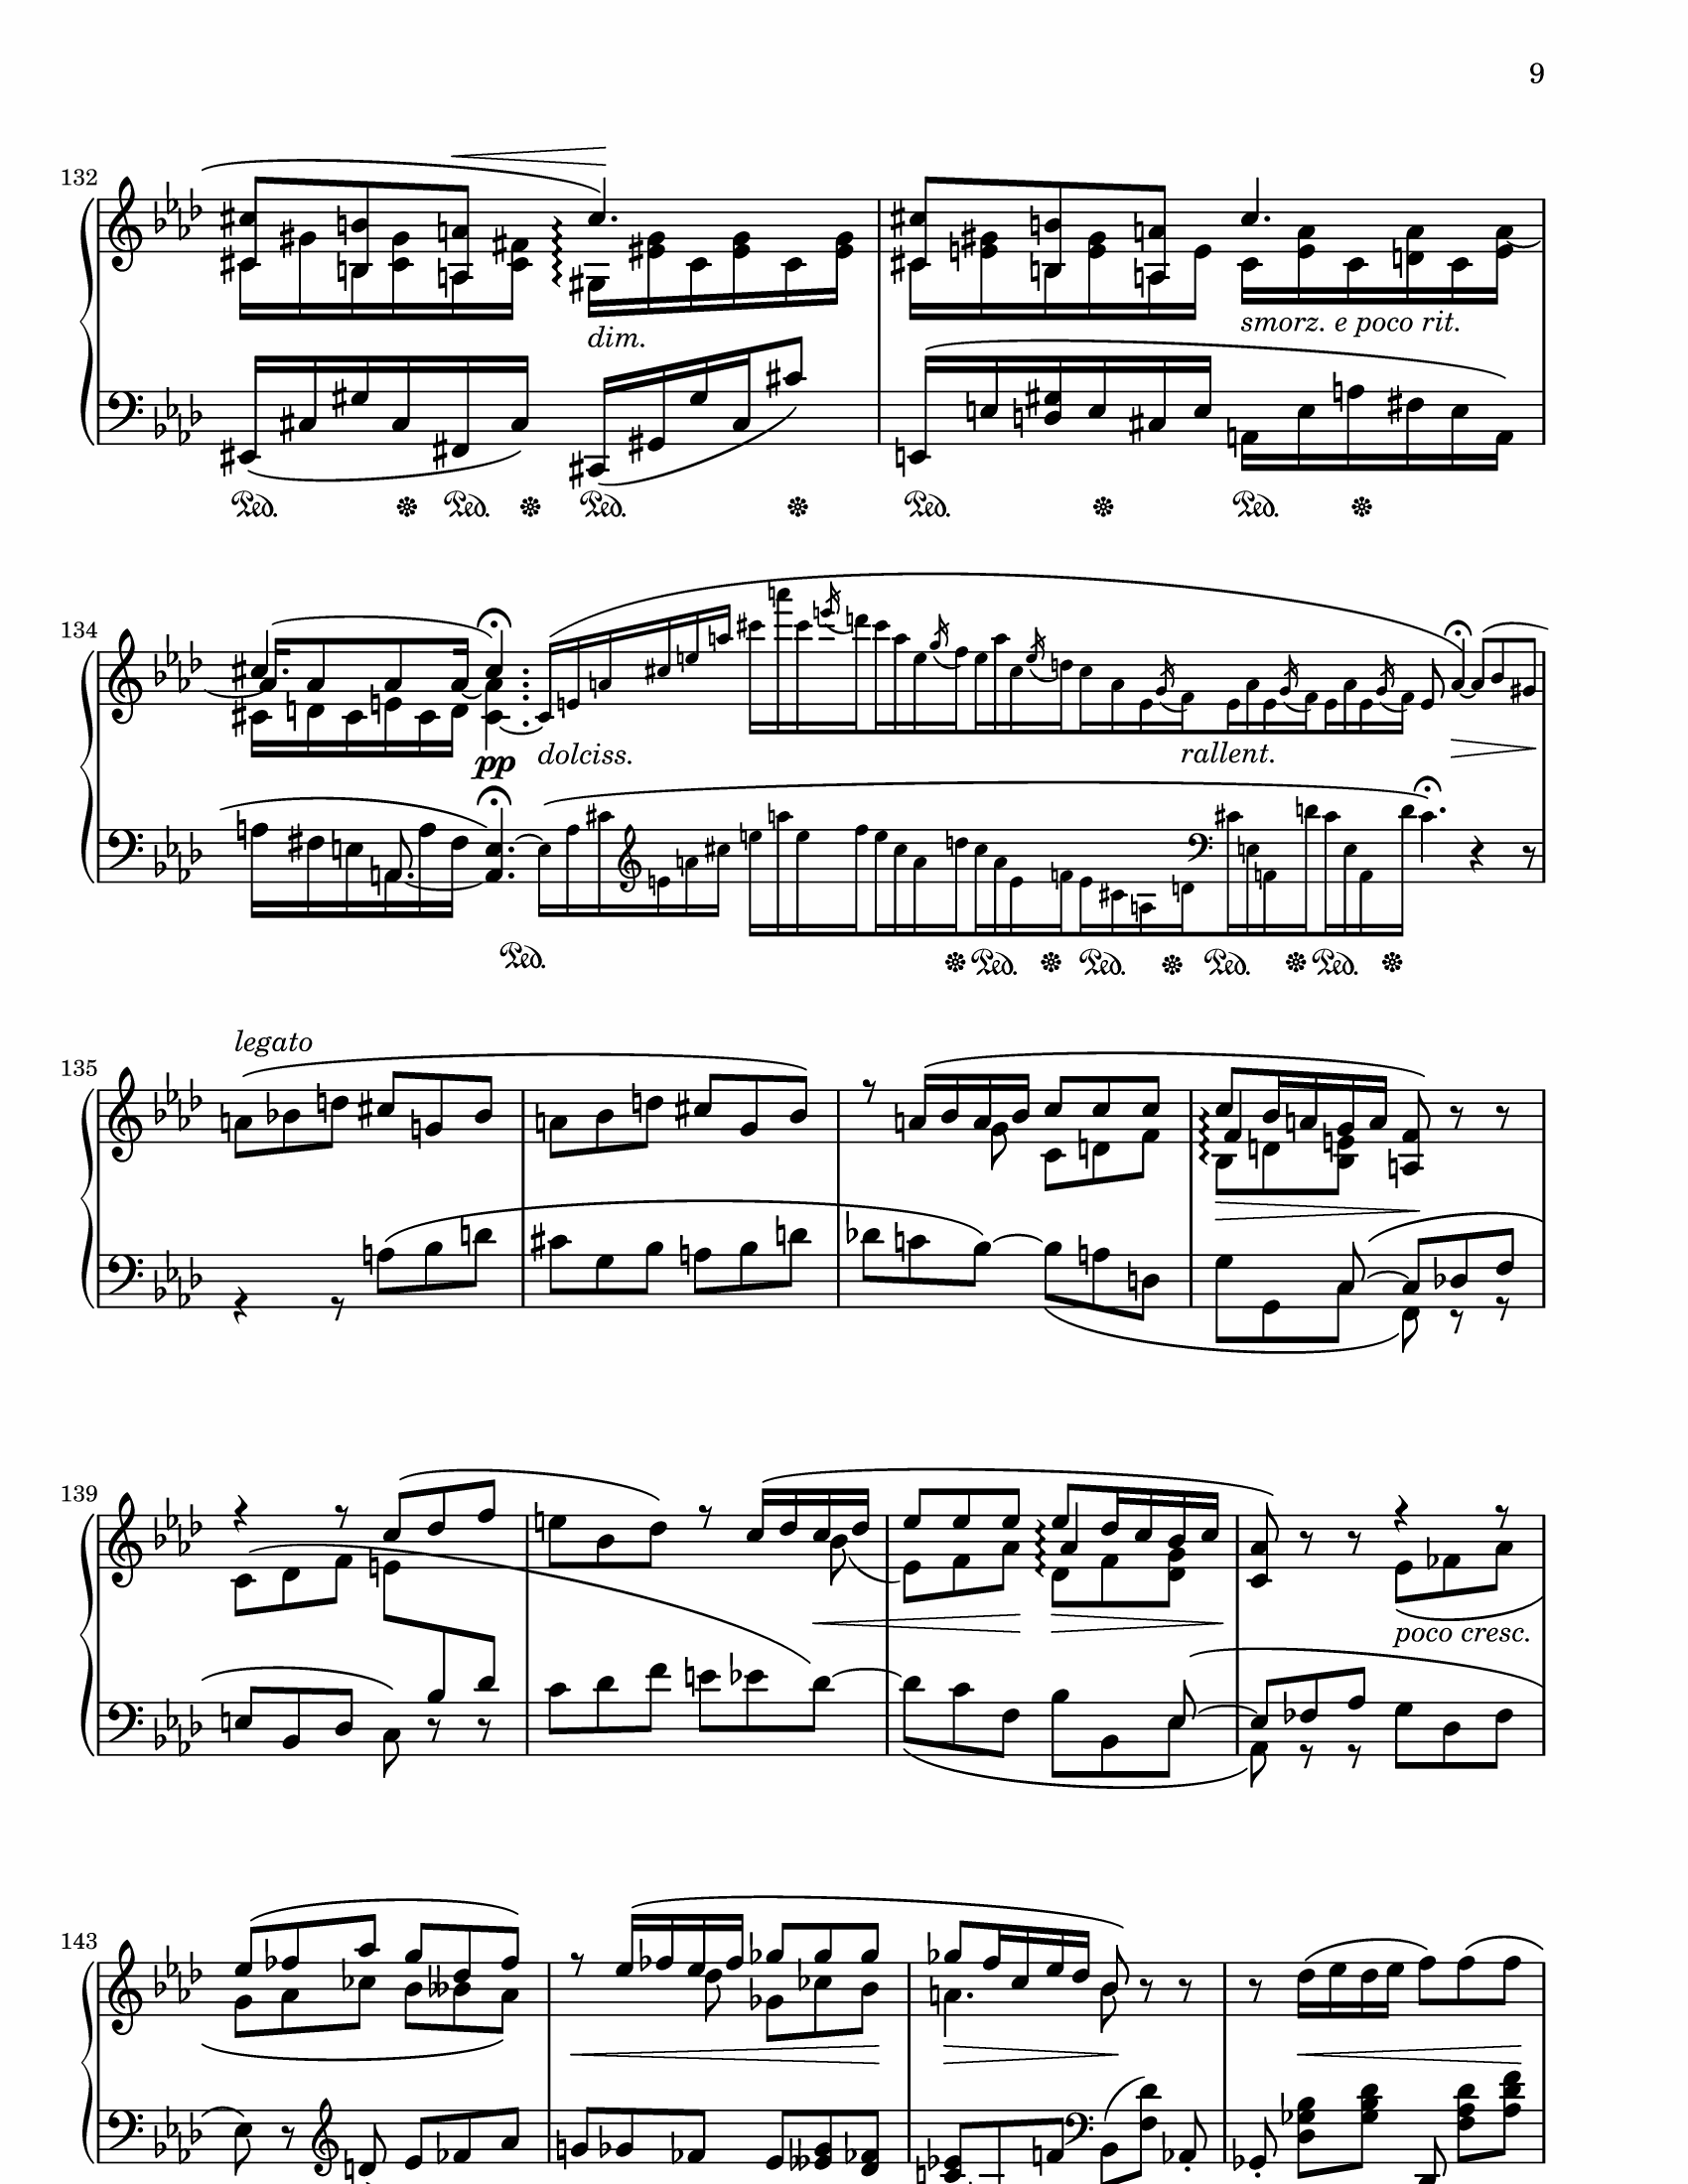 9
132
dim.
smorz. e poco rit.
Ped. Ped. Ped. Ped. Ped.
134
pp
dolciss.
rallent.
Ped. Ped. Ped. Ped. Ped.
legato
135
139
poco cresc.
143